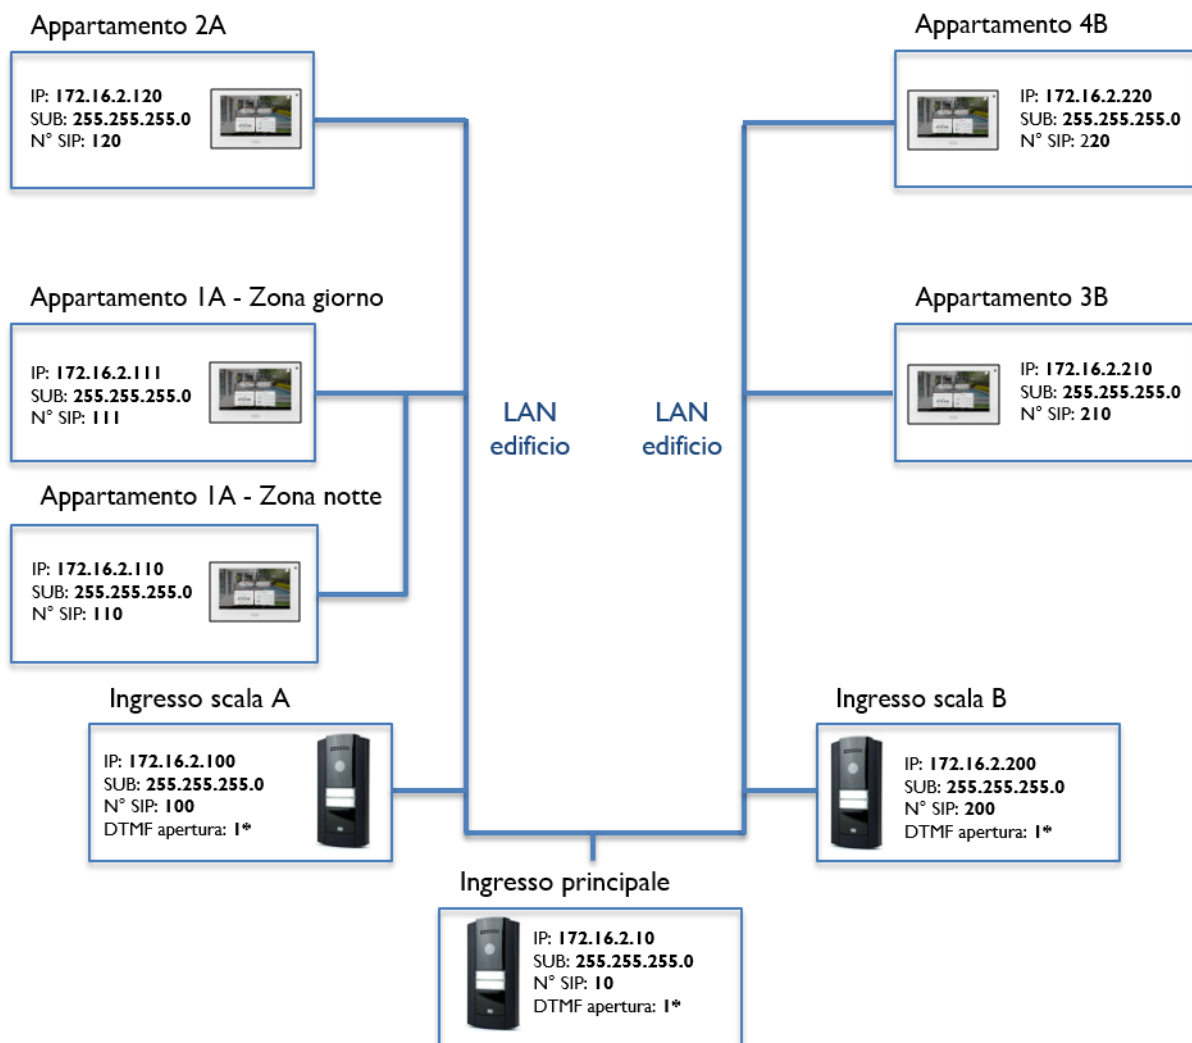 Appartamento 2A
IP: 172.16.2.120
SUB: 255.255.255.0
N° SIP: 120
Appartamento 4B
IP: 172.16.2.220
SUB: 255.255.255.0
N° SIP: 220
Appartamento 1A - Zona giorno
IP: 172.16.2.111
SUB: 255.255.255.0
N° SIP: 111
Appartamento 3B
IP: 172.16.2.210
SUB: 255.255.255.0
N° SIP: 210
LAN
edificio
LAN
edificio
Appartamento 1A - Zona notte
IP: 172.16.2.110
SUB: 255.255.255.0
N° SIP: 110
Ingresso scala A
IP: 172.16.2.100
SUB: 255.255.255.0
N° SIP: 100
DTMF apertura: 1*
Ingresso scala B
IP: 172.16.2.200
SUB: 255.255.255.0
N° SIP: 200
DTMF apertura: 1*
Ingresso principale
IP: 172.16.2.10
SUB: 255.255.255.0
N° SIP: 10
DTMF apertura: 1*